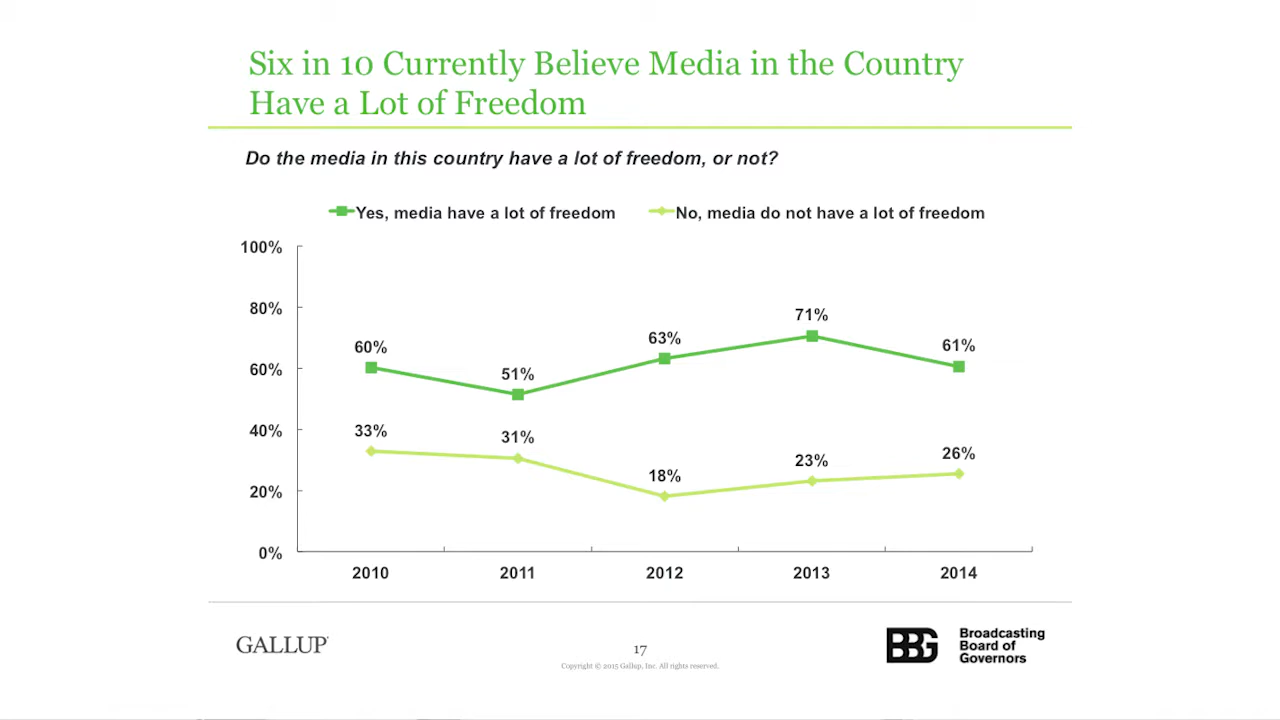 Six in 10 Currently Believe Media in the Country
Have a Lot of Freedom
Do the media in this country have a lot of freedom, or not?
Yes, media have a lot of freedom
No, media do not have a lot of freedom
100%
80%
60%
40%
20%
0%
60%
51%
63%
71%
61%
33%
31%
18%
23%
26%
2010
2011
2012
2013
2014
GALLUP
17
Copyright © 2015 Gallup, Inc. All rights reserved.
BBG
Broadcasting
Board of
Governors